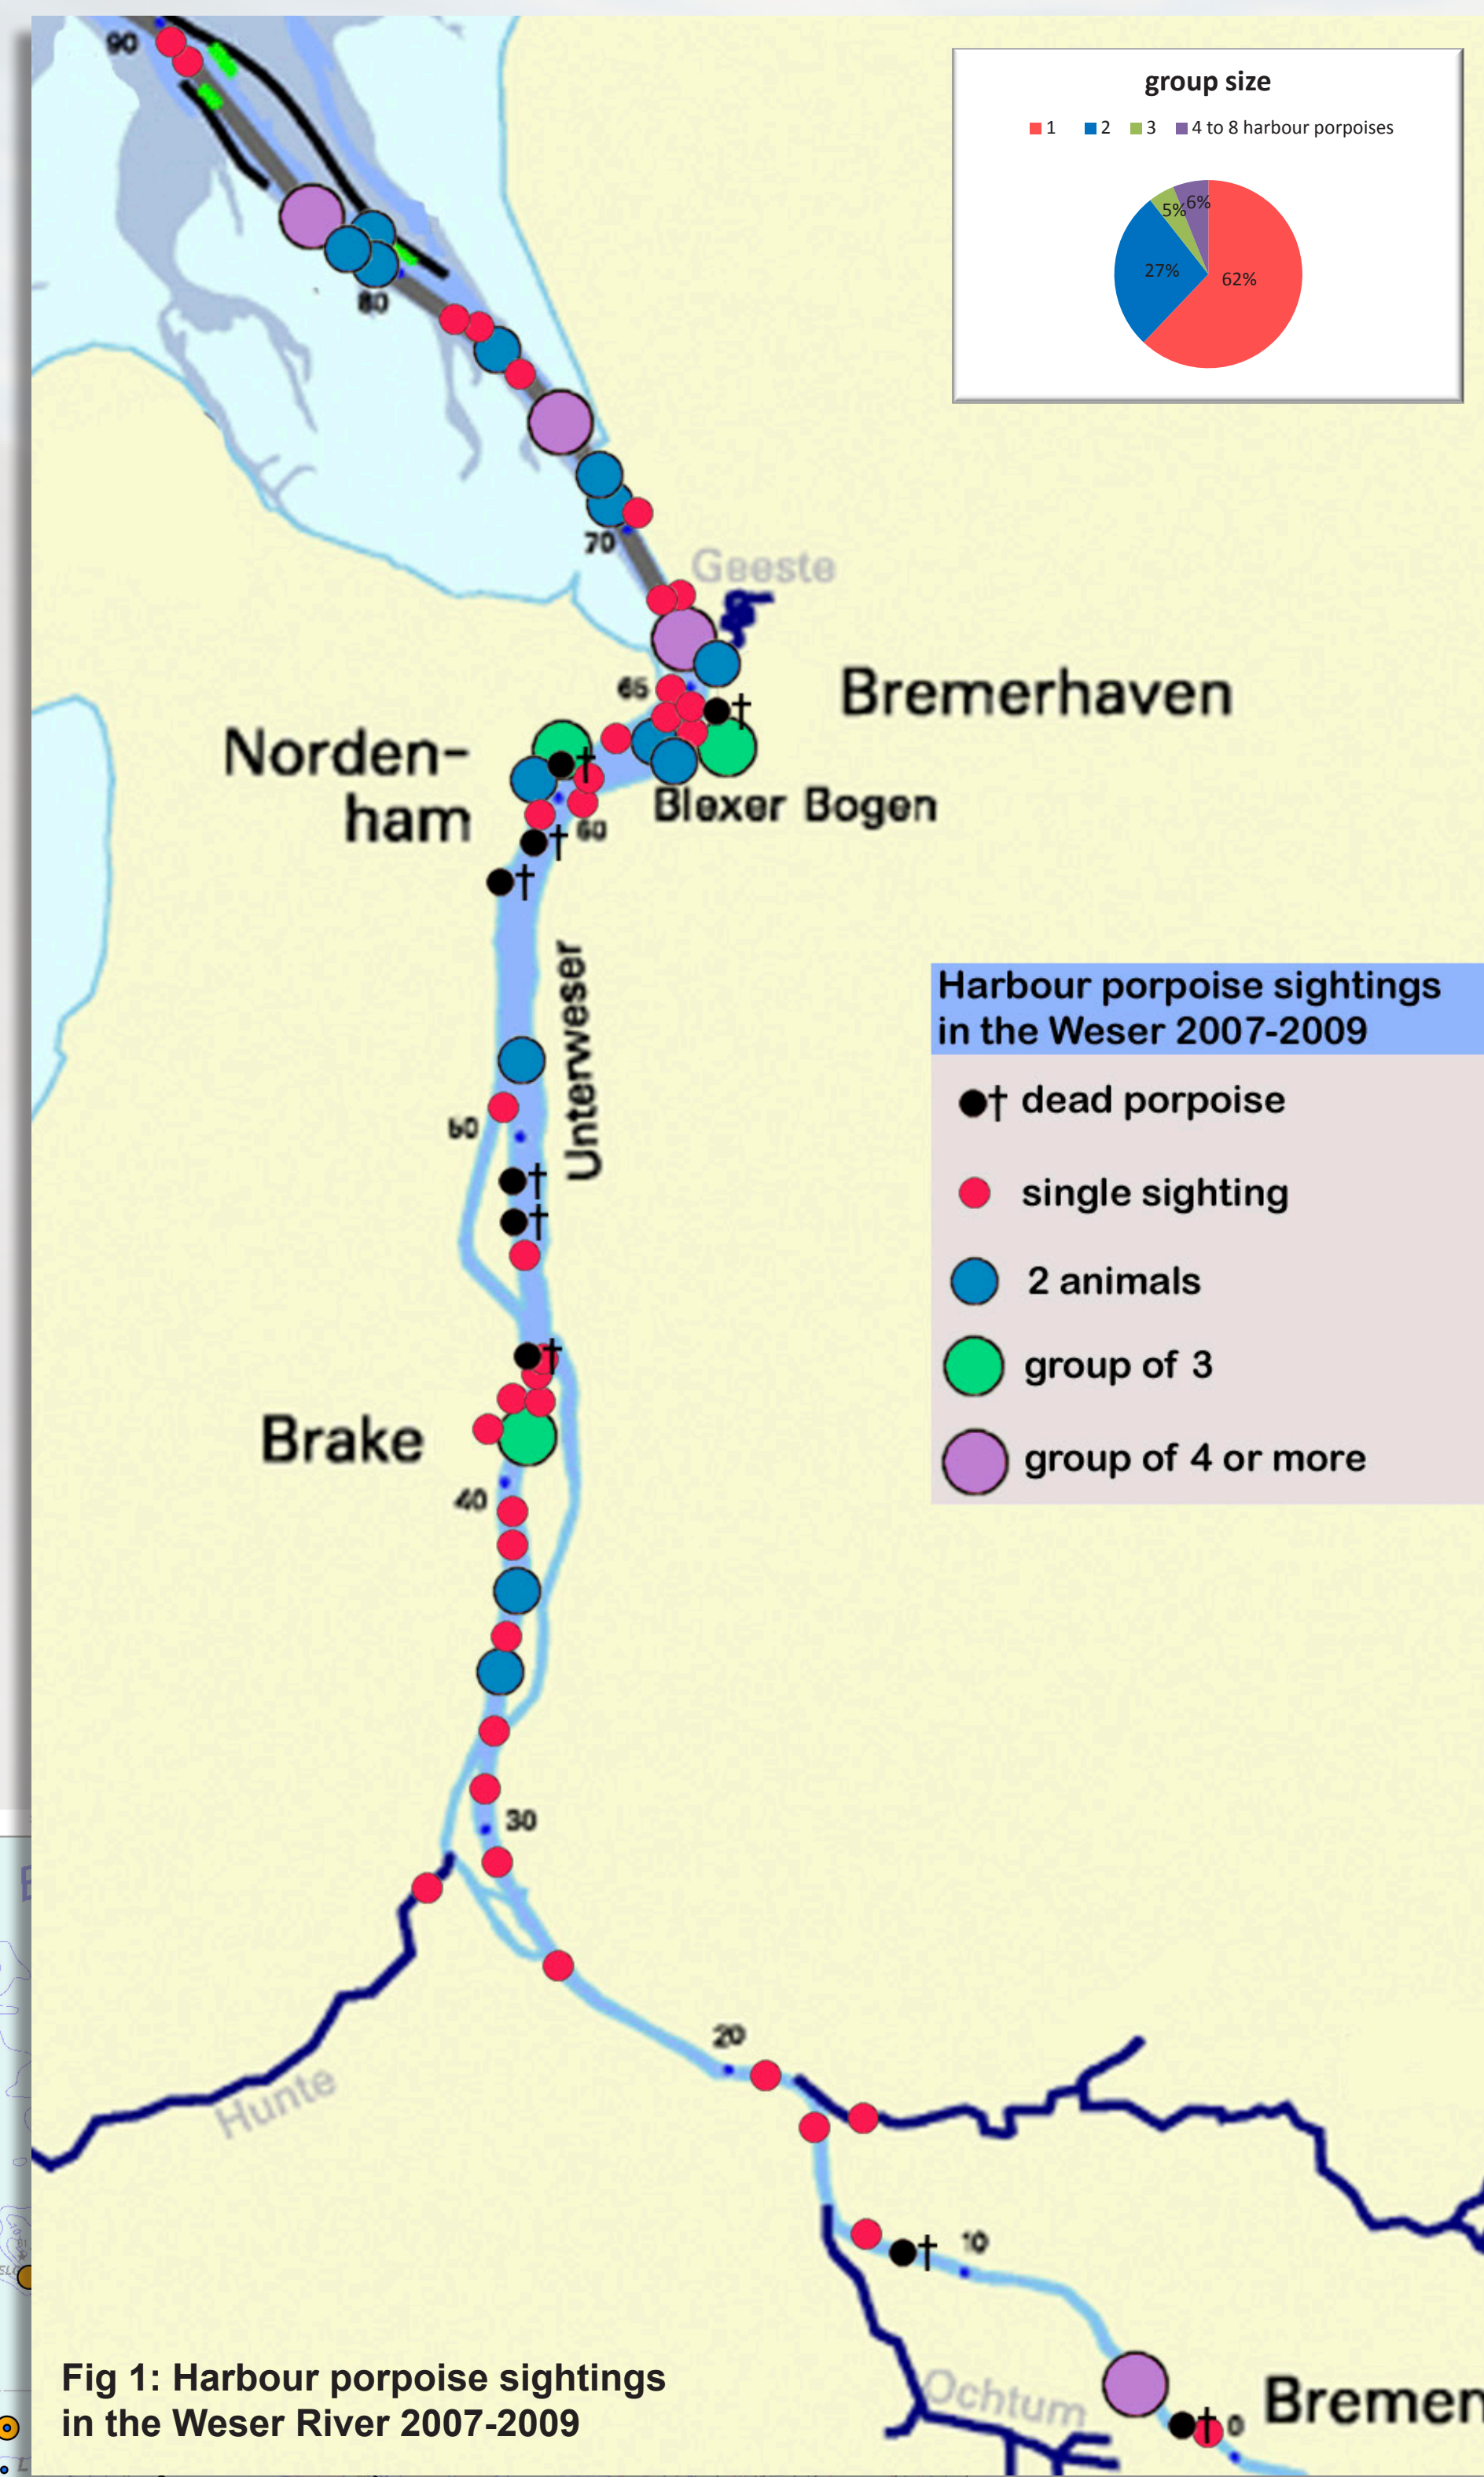 90
group size
1 2 3 4 to 8 harbour porpoises
5% 6%
27%
62%
80
70
Geeste
65
Bremerhaven
Norden-
ham
Blexer Bogen
60
Unterweser
Harbour porpoise sightings
in the Weser 2007-2009
† dead porpoise
single sighting
2 animals
group of 3
group of 4 or more
50
Brake
40
30
20
Hunte
10
Ochtum
Bremen
0
Fig 1: Harbour porpoise sightings
in the Weser River 2007-2009